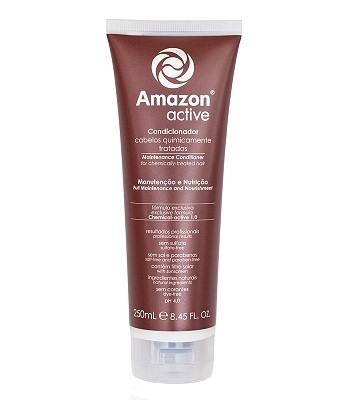 Amazon®
active
Condicionador
cabelos quimicamente
tratados
Maintenance Conditioner
for chemically-treated hair
Manutenção e Nutrição
Full Maintenance and Nourishment
fórmula exclusiva
exclusive formula
Chemical-active 1.0
resultados profissionais
professional results
sem sulfato
sulfate-free
sem sal e parabenos
salt-free and paraben-free
contém filtro solar
with sunscreen
ingredientes naturais
natural ingredients
sem corantes
dye-free
pH 4.0
250mL e 8.45 FL. OZ.